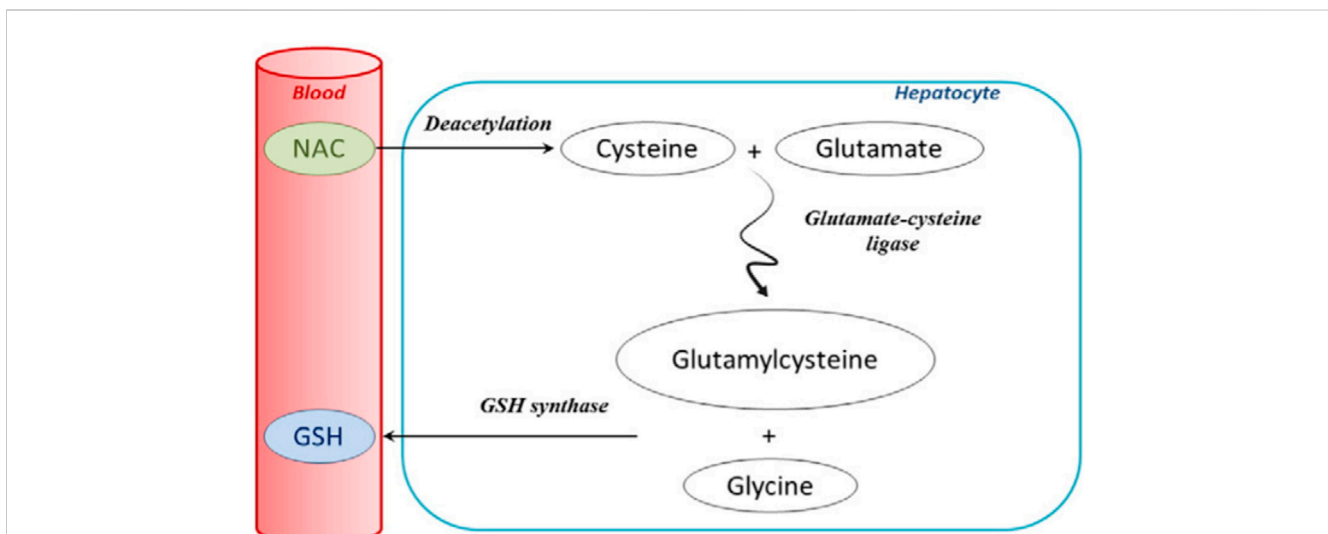 Blood
Hepatocyte
NAC
Deacetylation
Cysteine
+
Glutamate
Glutamate-cysteine
ligase
Glutamylcysteine
GSH synthase
GSH
+
Glycine